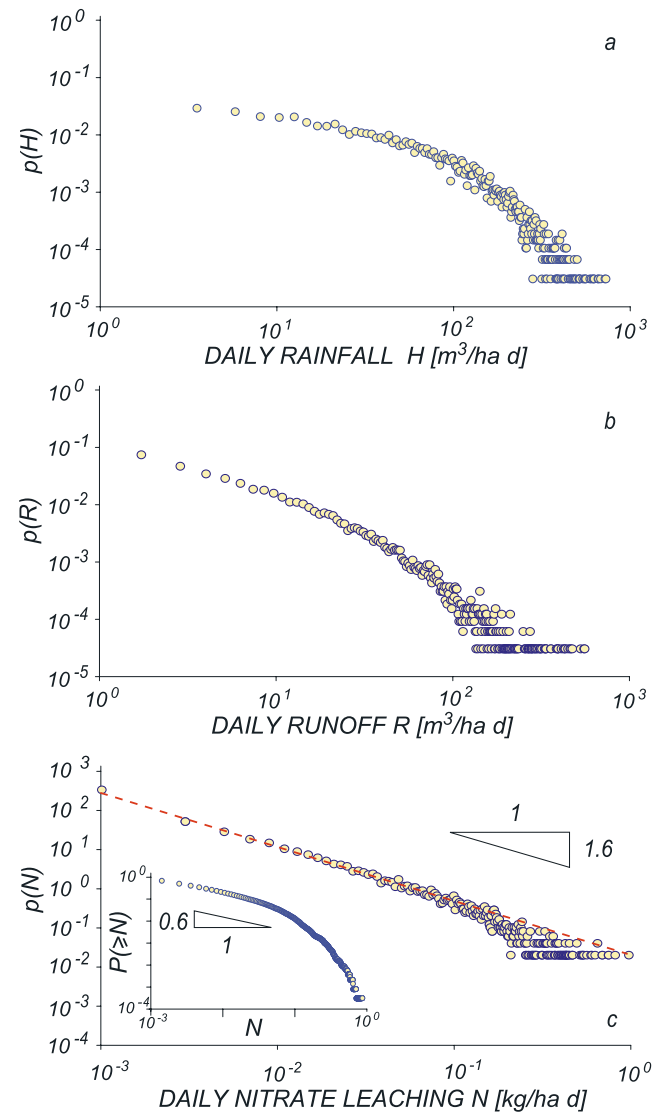 10^0
a
10^-1
10^-2
p(H)
10^-3
10^-4
10^-5
10^0 10^1 10^2 10^3
DAILY RAINFALL H [m^3/ha d]
10^0
b
10^-1
10^-2
p(R)
10^-3
10^-4
10^-5
10^0 10^1 10^2 10^3
DAILY RUNOFF R [m^3/ha d]
10^3
10^2
1
10^1
1.6
p(N)
10^0
10^0
0.6
1
P(≥N)
10^-1
10^-2
10^-4
10^-3 N 10^0
10^-3
c
10^-4
10^-3 10^-2 10^-1 10^0
DAILY NITRATE LEACHING N [kg/ha d]